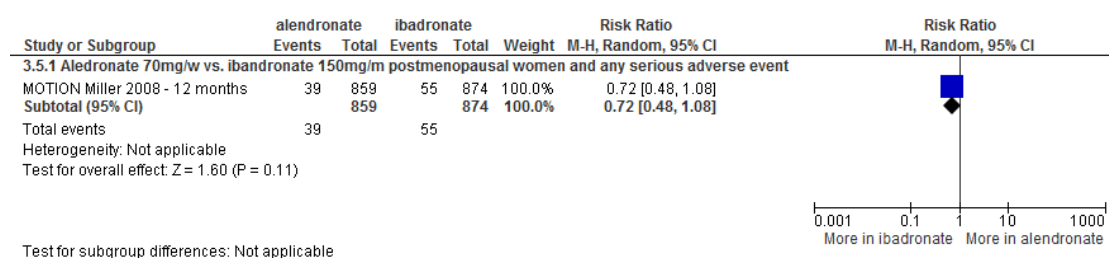 alendronate ibadronate Risk Ratio Risk Ratio
Study or Subgroup Events Total Events Total Weight M-H, Random, 95% CI M-H, Random, 95% CI
3.5.1 Aledronate 70mg/w vs. ibandronate 150mg/m postmenopausal women and any serious adverse event
MOTION Miller 2008 - 12 months 39 859 55 874 100.0% 0.72 [0.48, 1.08]
Subtotal (95% CI) 859 874 100.0% 0.72 [0.48, 1.08]
Total events 39 55
Heterogeneity: Not applicable
Test for overall effect: Z = 1.60 (P = 0.11)
0.001 0.1 1 10 1000
More in ibadronate More in alendronate
Test for subgroup differences: Not applicable